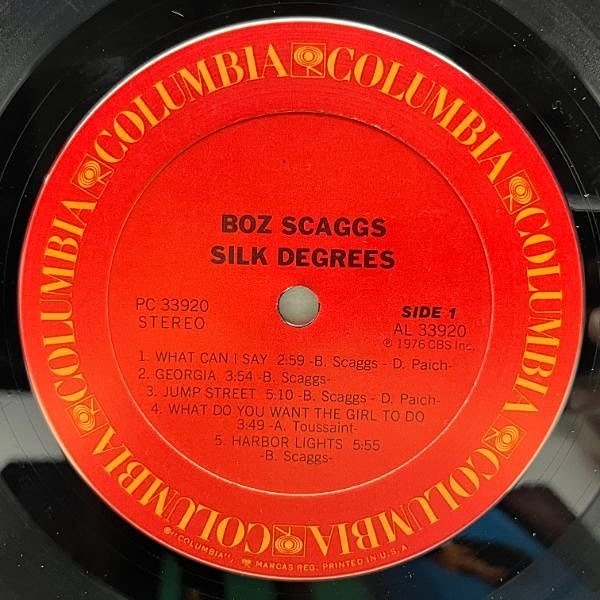 COLUMBIA COLUMBIA COLUMBIA COLUMBIA COLUMBIA COLUMBIA COLUMBIA COLUMBIA
BOZ SCAGGS
SILK DEGREES
PC 33920
STEREO
SIDE 1
AL 33920
℗ 1976 CBS Inc.
1. WHAT CAN I SAY 2:59 -B. Scaggs - D. Paich-
2. GEORGIA 3:54 -B. Scaggs-
3. JUMP STREET 5:10 -B. Scaggs - D. Paich-
4. WHAT DO YOU WANT THE GIRL TO DO
3:49 -A. Toussaint-
5. HARBOR LIGHTS 5:55
-B. Scaggs-
®"COLUMBIA", MARCAS REG. PRINTED IN U.S.A